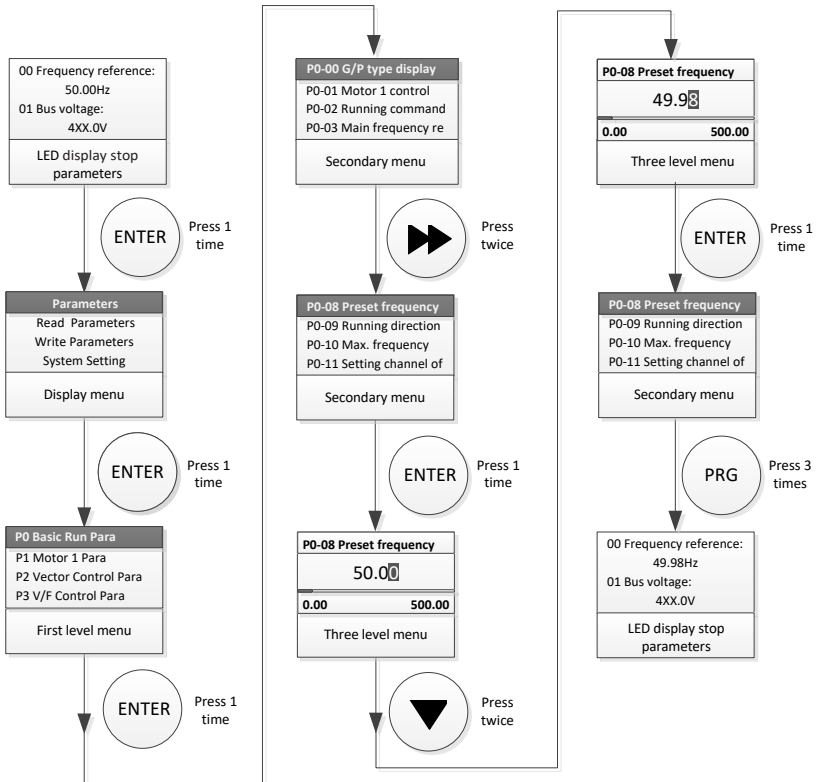 00 Frequency reference:
50.00Hz
01 Bus voltage:
4XX.0V
LED display stop
parameters
ENTER
Press 1
time
Parameters
Read Parameters
Write Parameters
System Setting
Display menu
ENTER
Press 1
time
P0 Basic Run Para
P1 Motor 1 Para
P2 Vector Control Para
P3 V/F Control Para
First level menu
ENTER
Press 1
time
P0-00 G/P type display
P0-01 Motor 1 control
P0-02 Running command
P0-03 Main frequency re
Secondary menu
Press
twice
P0-08 Preset frequency
P0-09 Running direction
P0-10 Max. frequency
P0-11 Setting channel of
Secondary menu
ENTER
Press 1
time
P0-08 Preset frequency
50.00
0.00 500.00
Three level menu
Press
twice
P0-08 Preset frequency
49.98
0.00 500.00
Three level menu
ENTER
Press 1
time
P0-08 Preset frequency
P0-09 Running direction
P0-10 Max. frequency
P0-11 Setting channel of
Secondary menu
PRG
Press 3
times
00 Frequency reference:
49.98Hz
01 Bus voltage:
4XX.0V
LED display stop
parameters